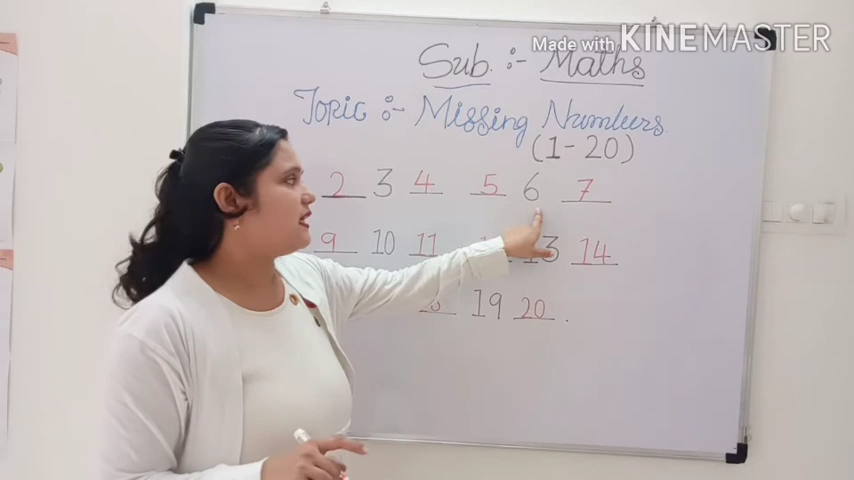 Sub. :- Maths
Made with KINEMASTER
Topic :- Missing Numbers
(1-20)
2 3 4 5 6 7
9 10 11 13 14
19 20.